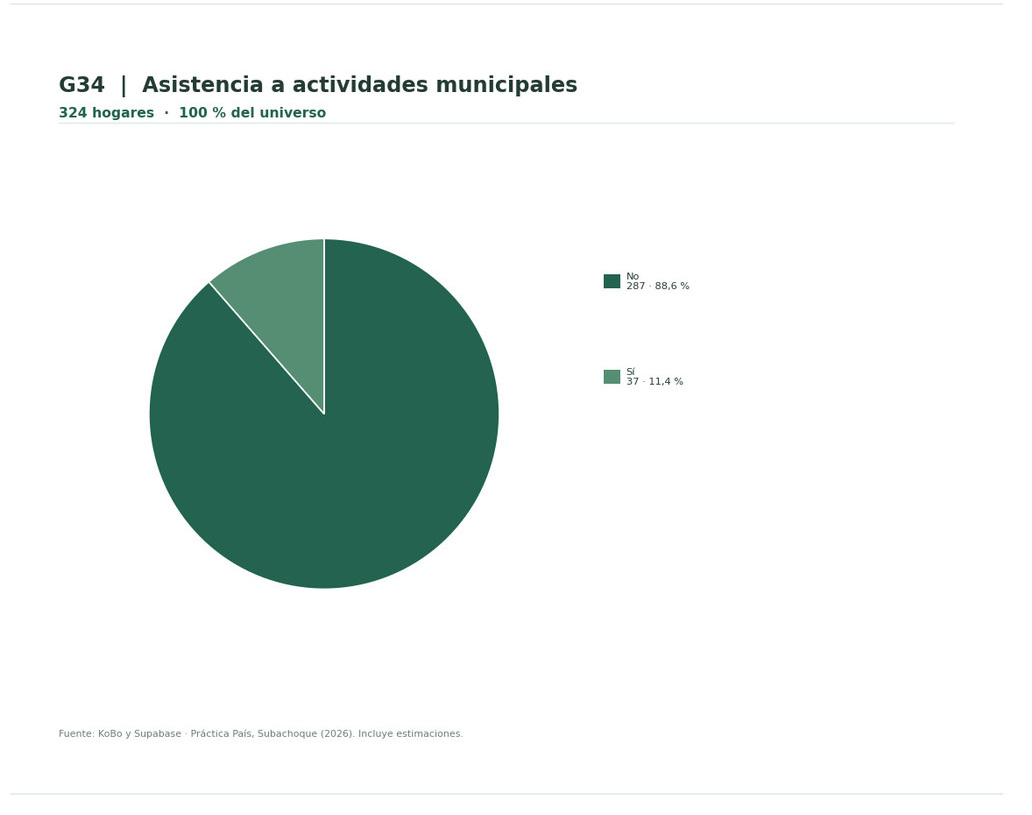 G34 | Asistencia a actividades municipales
324 hogares · 100 % del universo
No
287 · 88,6 %
Sí
37 · 11,4 %
Fuente: KoBo y Supabase · Práctica País, Subachoque (2026). Incluye estimaciones.